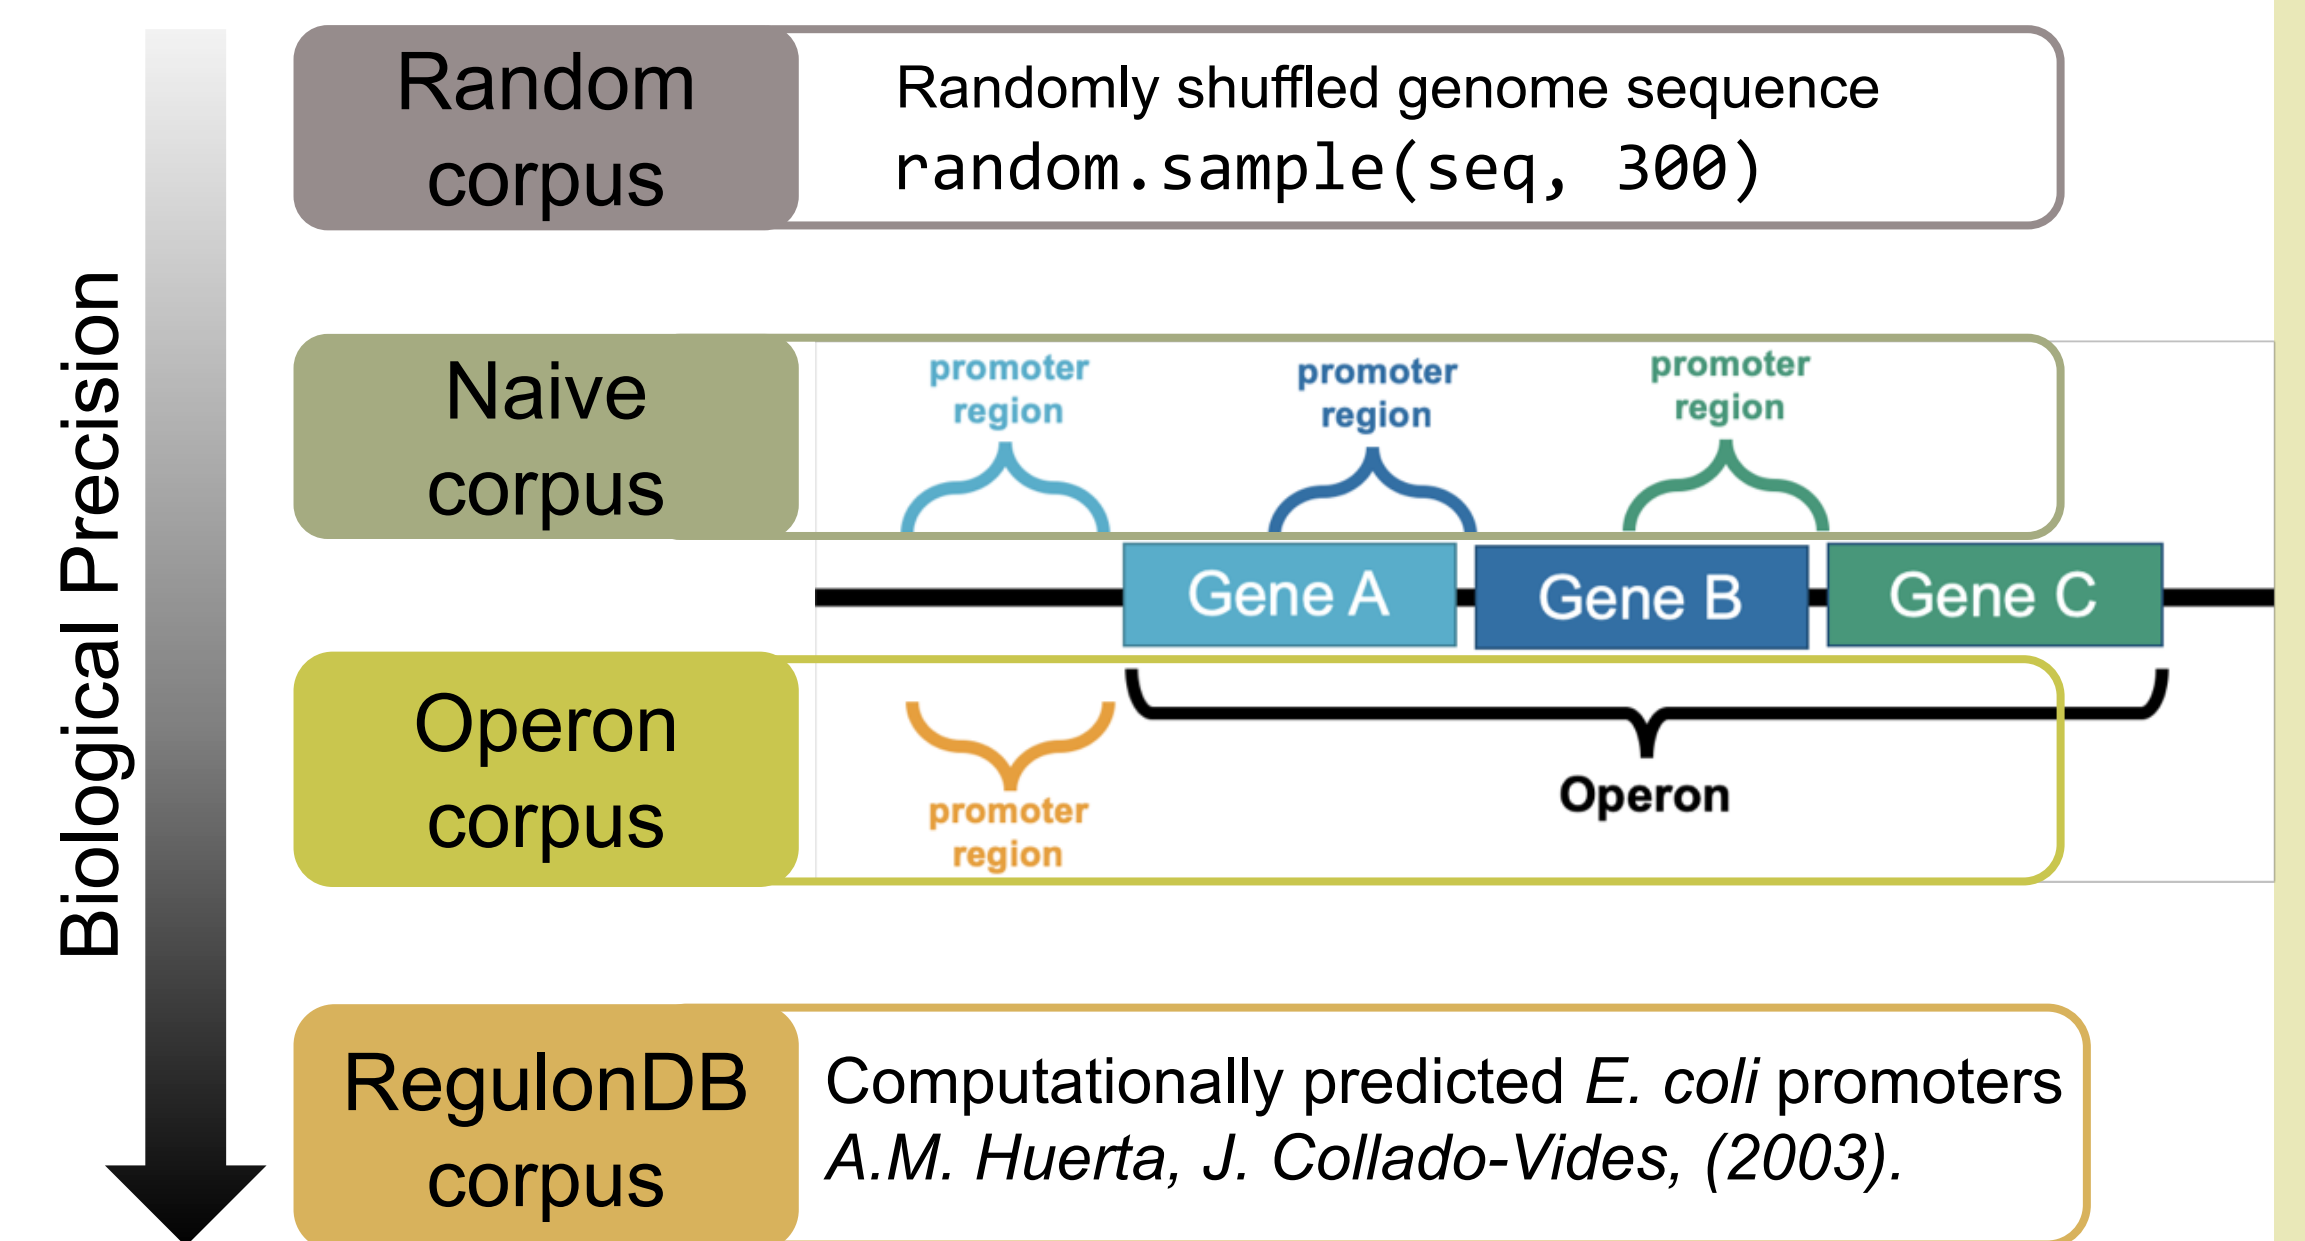 Biological Precision
Random
corpus
Randomly shuffled genome sequence
random.sample(seq, 300)
Naive
corpus
promoter
region
promoter
region
promoter
region
Gene A
Gene B
Gene C
Operon
corpus
promoter
region
Operon
RegulonDB
corpus
Computationally predicted E. coli promoters
A.M. Huerta, J. Collado-Vides, (2003).